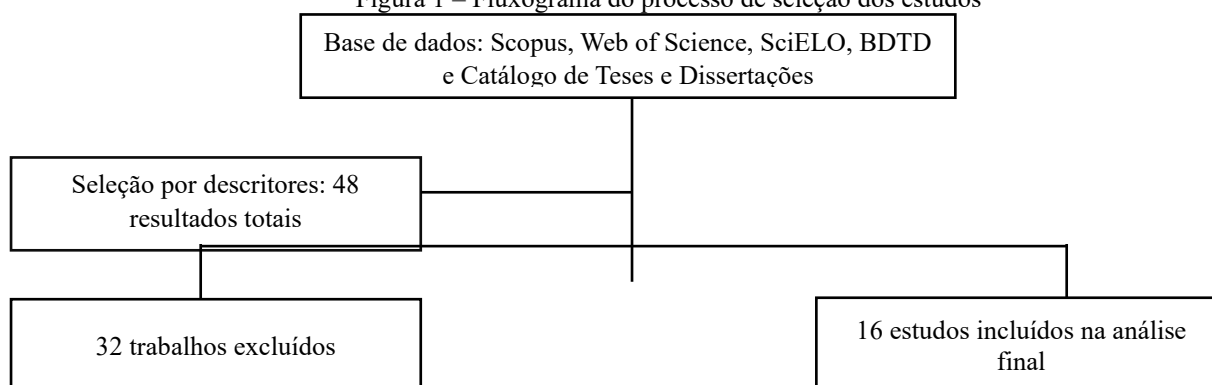 Figura 1 – Fluxograma do processo de seleção dos estudos
Base de dados: Scopus, Web of Science, SciELO, BDTD
e Catálogo de Teses e Dissertações
Seleção por descritores: 48
resultados totais
32 trabalhos excluídos
16 estudos incluídos na análise
final